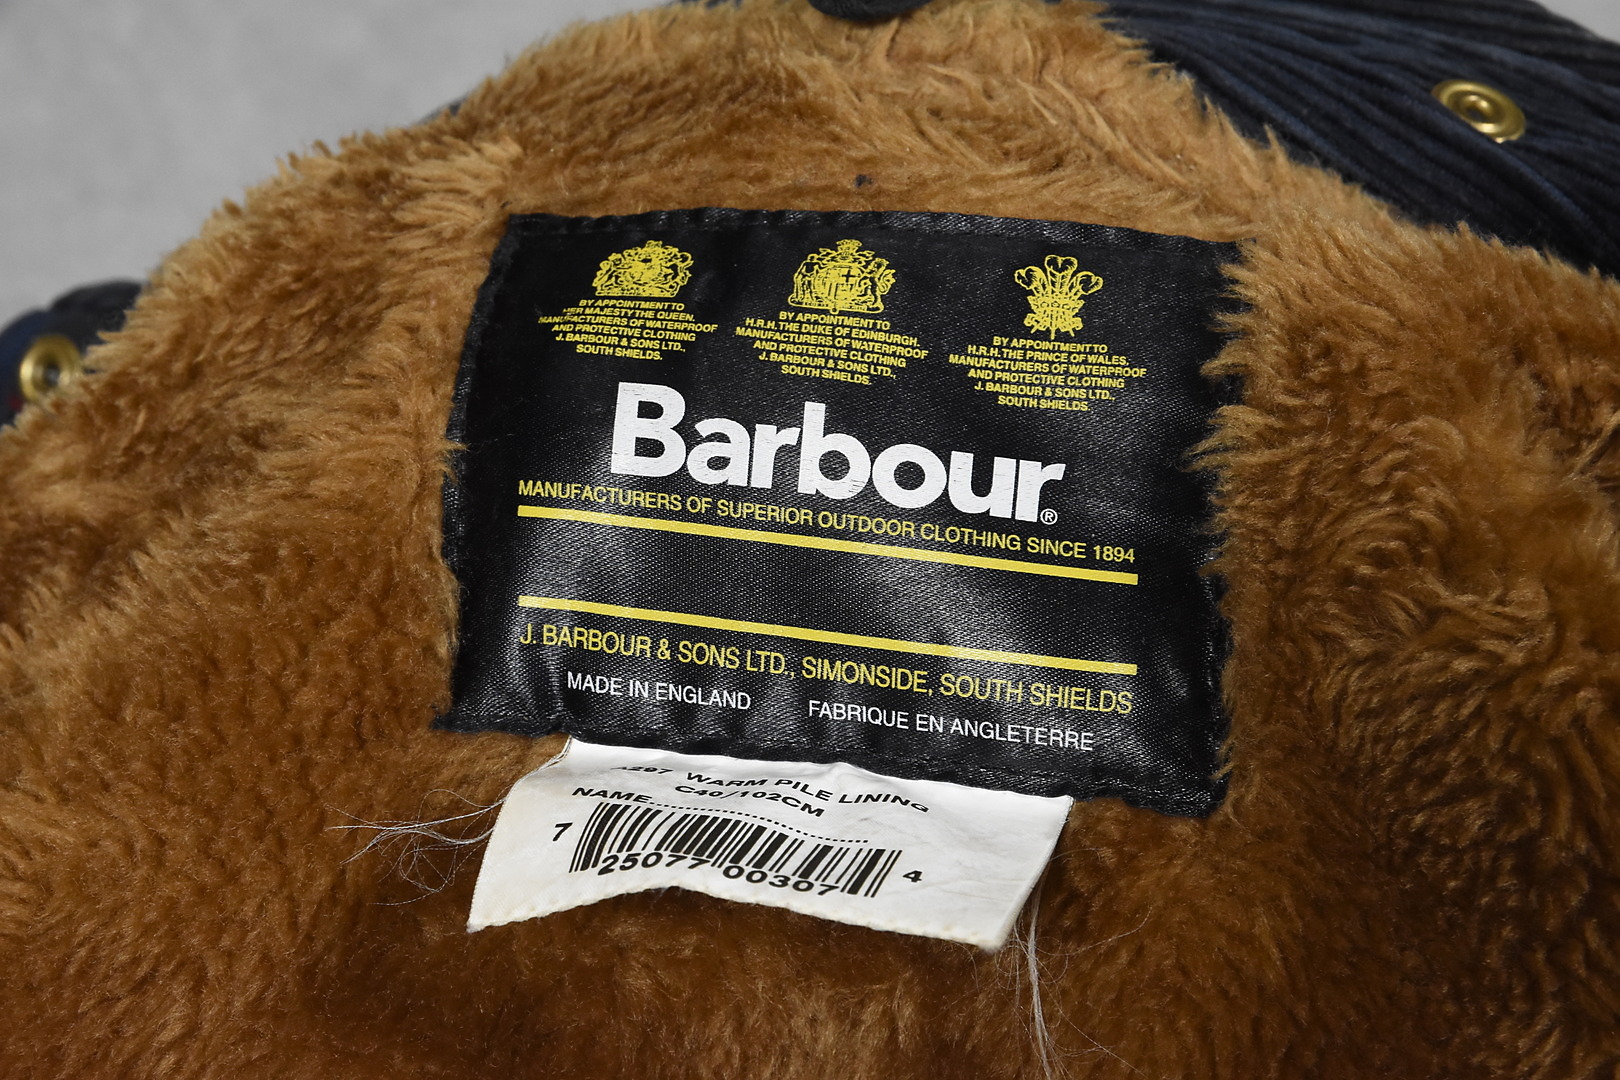 BY APPOINTMENT TO
HER MAJESTY THE QUEEN.
MANUFACTURERS OF WATERPROOF
AND PROTECTIVE CLOTHING
J. BARBOUR & SONS LTD.,
SOUTH SHIELDS.
BY APPOINTMENT TO
H.R.H. THE DUKE OF EDINBURGH.
MANUFACTURERS OF WATERPROOF
AND PROTECTIVE CLOTHING
J. BARBOUR & SONS LTD.,
SOUTH SHIELDS.
BY APPOINTMENT TO
H.R.H. THE PRINCE OF WALES.
MANUFACTURERS OF WATERPROOF
AND PROTECTIVE CLOTHING
J. BARBOUR & SONS LTD.,
SOUTH SHIELDS.
Barbour®
MANUFACTURERS OF SUPERIOR OUTDOOR CLOTHING SINCE 1894
J. BARBOUR & SONS LTD., SIMONSIDE, SOUTH SHIELDS
MADE IN ENGLAND FABRIQUE EN ANGLETERRE
WARM PILE LINING
C40/102CM
NAME
7 25077 00307 4